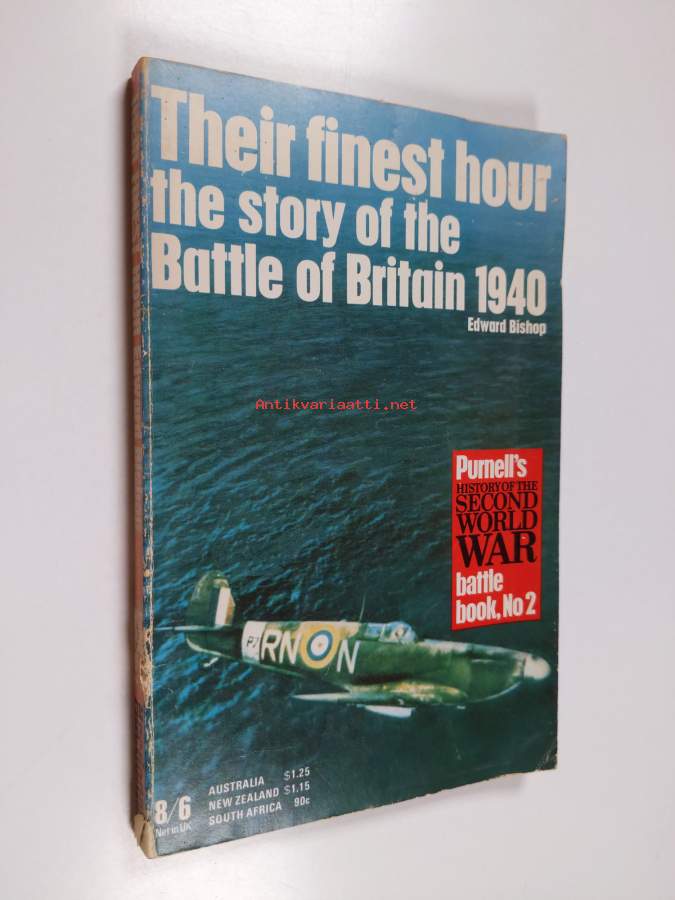 Their finest hour
the story of the
Battle of Britain 1940
Edward Bishop
Antikvariaatti.net
Purnell's
HISTORY OF THE
SECOND
WORLD
WAR
battle
book, No 2
RN N
8/6
Net in UK
AUSTRALIA $1.25
NEW ZEALAND $1.15
SOUTH AFRICA 90c